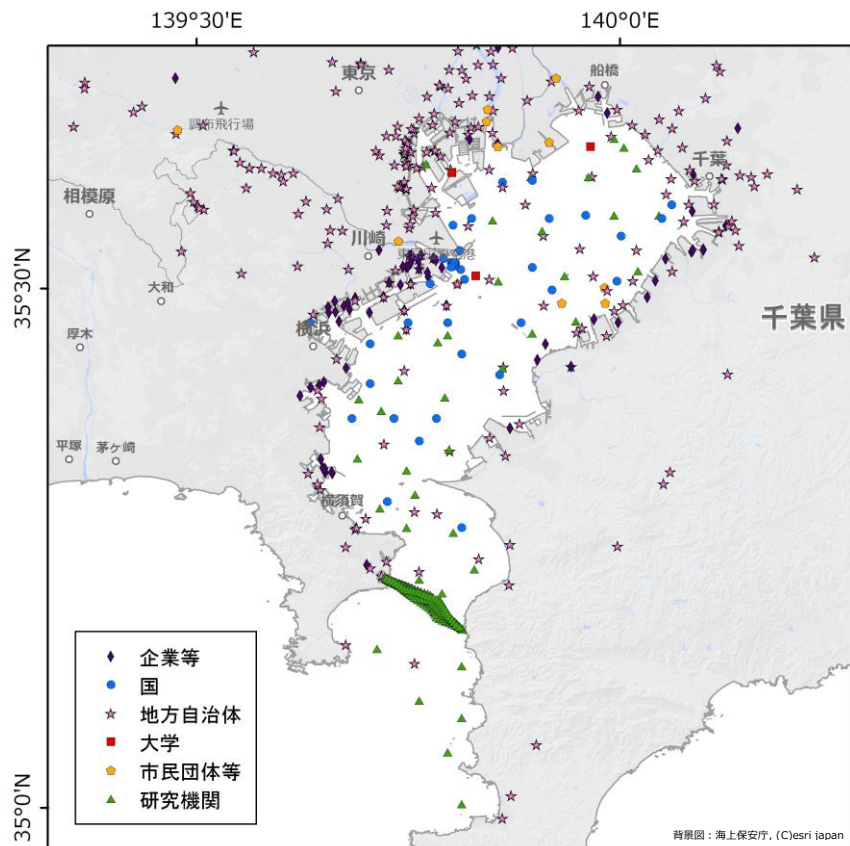 139°30'E
140°0'E
東京
船橋
調布飛行場
千葉
相模原
川崎
35°30'N
大和
千葉県
横浜
厚木
平塚
茅ヶ崎
横須賀
企業等
国
地方自治体
大学
市民団体等
研究機関
35°0'N
背景図：海上保安庁, (C)esri japan